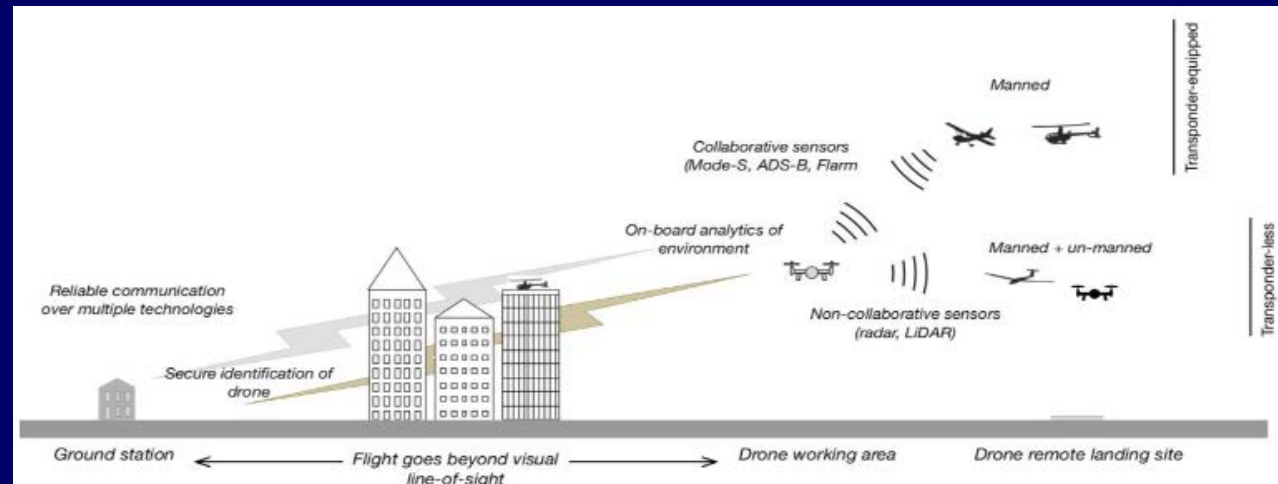 Manned
Transponder-equipped
Collaborative sensors
(Mode-S, ADS-B, Flarm
On-board analytics of
environment
Manned + un-manned
Transponder-less
Reliable communication
over multiple technologies
Non-collaborative sensors
(radar, LiDAR)
Secure identification of
drone
Ground station
Flight goes beyond visual
line-of-sight
Drone working area
Drone remote landing site